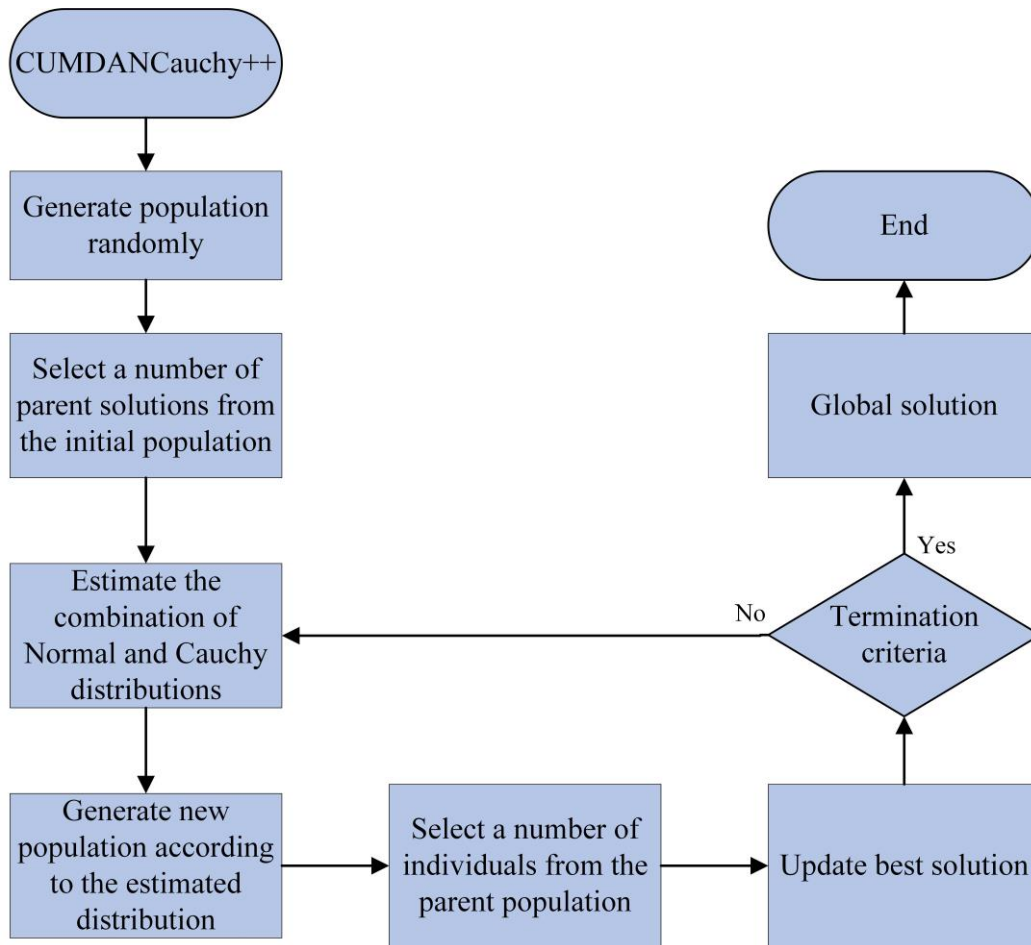 CUMDANCauchy++
Generate population
randomly
Select a number of
parent solutions from
the initial population
Estimate the
combination of
Normal and Cauchy
distributions
Generate new
population according
to the estimated
distribution
Select a number of
individuals from the
parent population
Update best solution
Termination
criteria
No
Yes
Global solution
End